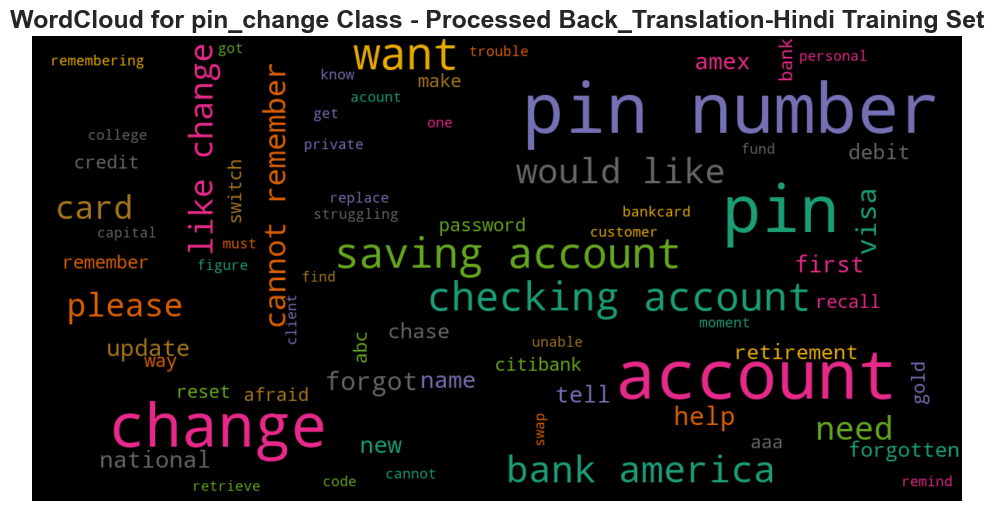 WordCloud for pin_change Class - Processed Back_Translation-Hindi Training Set
remembering
got
want
trouble
bank
personal
know
make
amex
acount
like change
cannot remember
get
one
pin number
college
private
fund
credit
would like
debit
switch
replace
card
struggling
bankcard
pin
visa
capital
password
customer
must
saving account
remember
figure
find
first
please
client
checking account
recall
moment
chase
update
way
abc
unable
retirement
citibank
account
gold
reset
afraid
forgot
name
tell
change
help
need
swap
new
aaa
national
bank america
forgotten
cannot
retrieve
code
remind